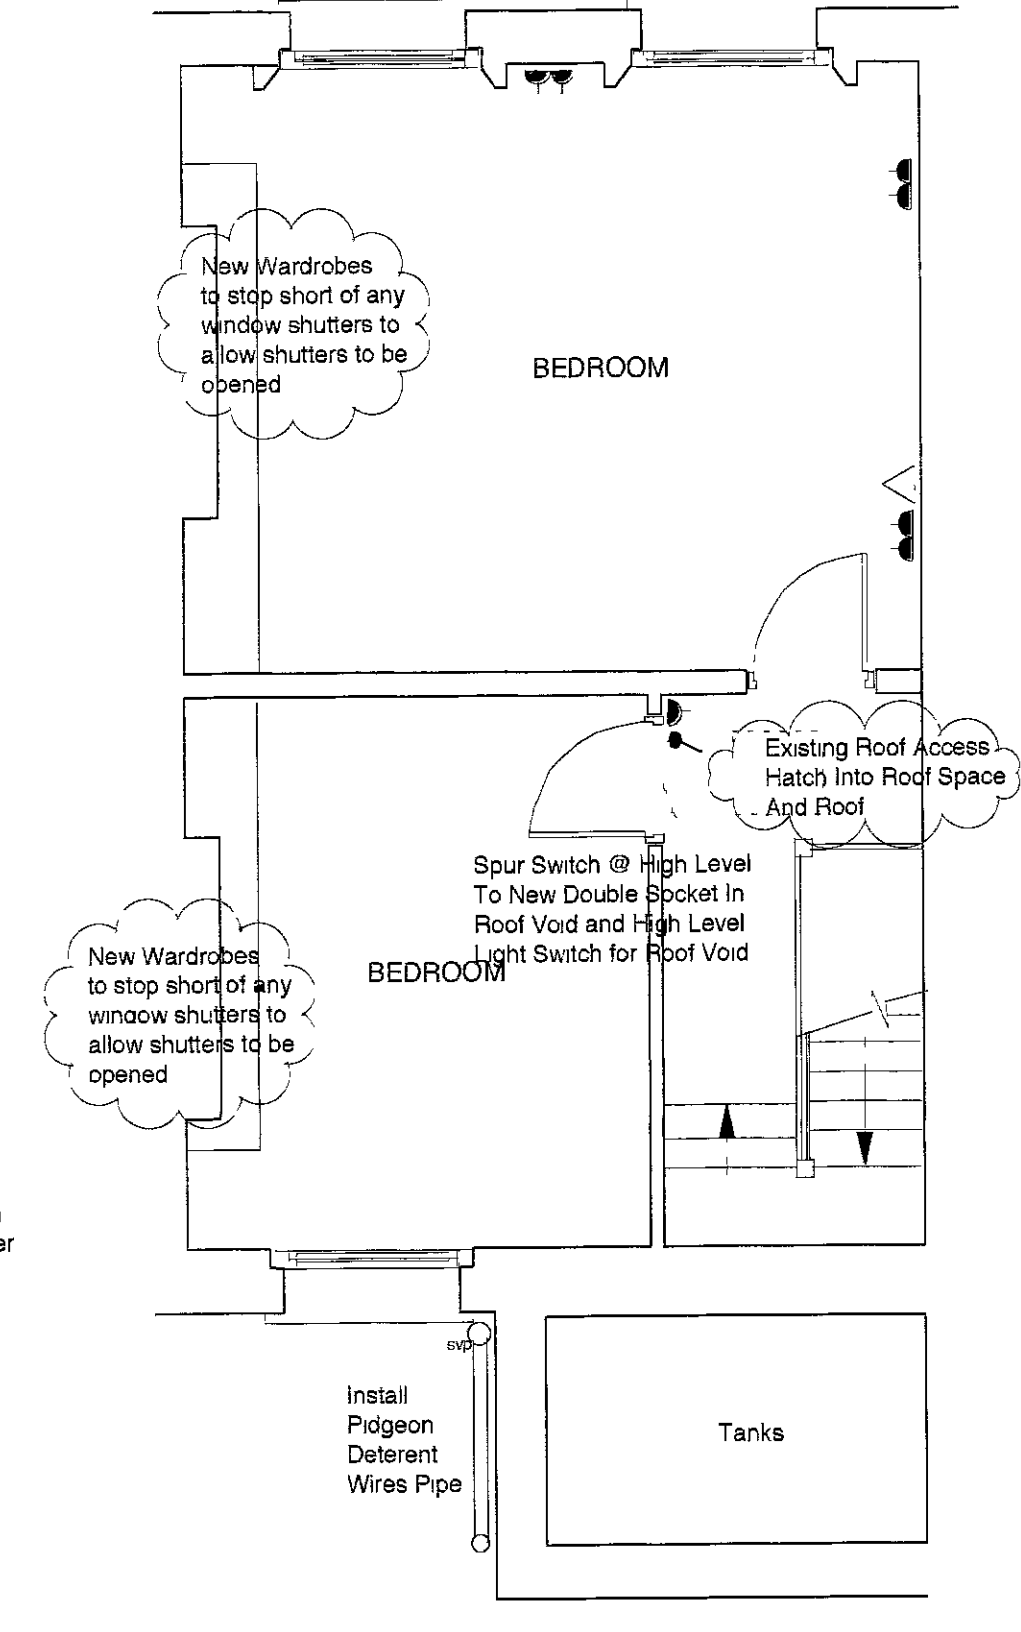 New Wardrobes
to stop short of any
window shutters to
allow shutters to be
opened
BEDROOM
Existing Roof Access
Hatch Into Roof Space
And Roof
Spur Switch @ High Level
To New Double Socket In
Roof Void and High Level
Light Switch for Roof Void
BEDROOM
New Wardrobes
to stop short of any
window shutters to
allow shutters to be
opened
er
svp
Install
Pidgeon
Deterent
Wires Pipe
Tanks